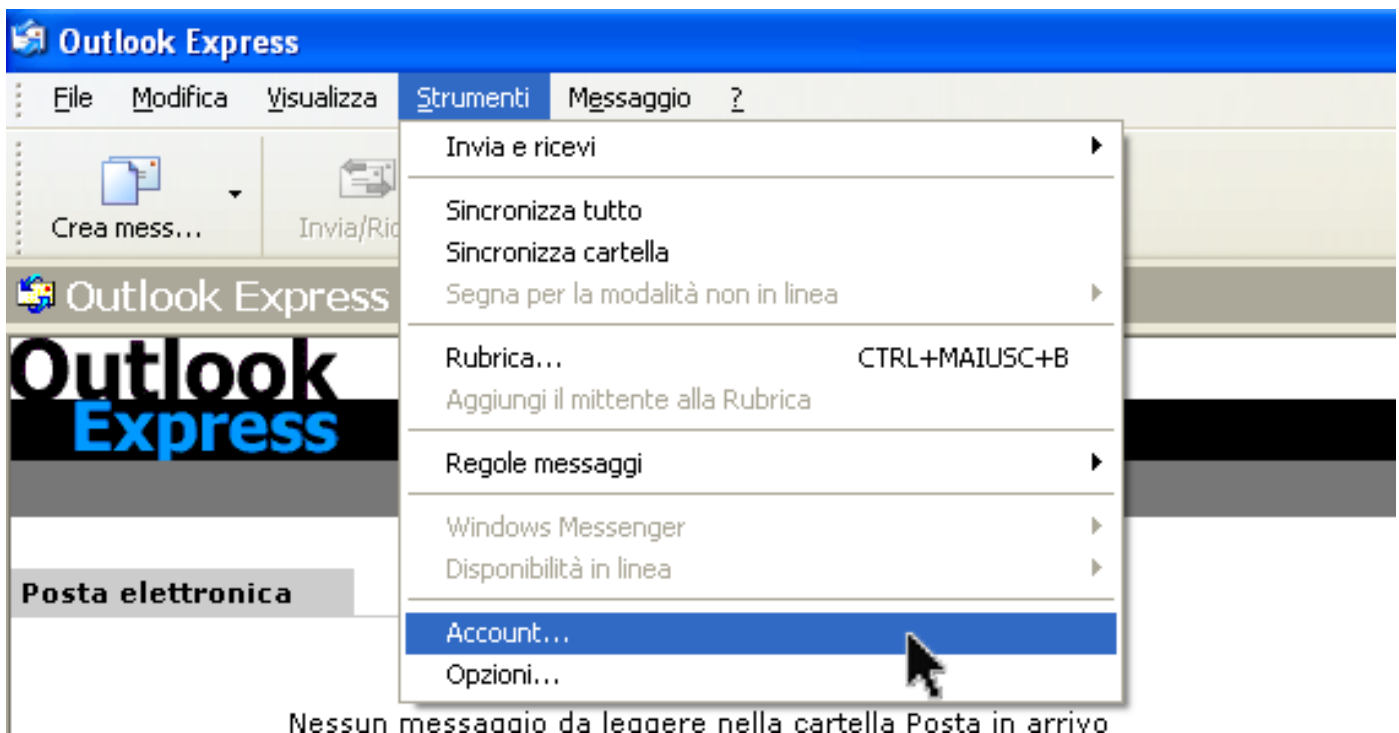 Outlook Express
File Modifica Visualizza Strumenti Messaggio ?
Crea mess...
Invia/Ric
Outlook Express
Outlook
Express
Posta elettronica
Invia e ricevi
Sincronizza tutto
Sincronizza cartella
Segna per la modalità non in linea
Rubrica... CTRL+MAIUSC+B
Aggiungi il mittente alla Rubrica
Regole messaggi
Windows Messenger
Disponibilità in linea
Account...
Opzioni...
Nessun messaggio da leggere nella cartella Posta in arrivo